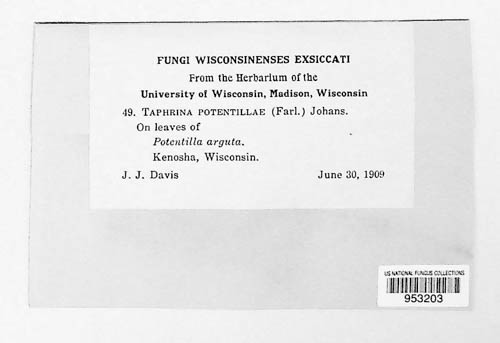 FUNGI WISCONSINENSES EXSICCATI
From the Herbarium of the
University of Wisconsin, Madison, Wisconsin
49. TAPHRINA POTENTILLAE (Farl.) Johans.
On leaves of
Potentilla arguta.
Kenosha, Wisconsin.
J. J. Davis June 30, 1909
US NATIONAL FUNGUS COLLECTIONS
953203